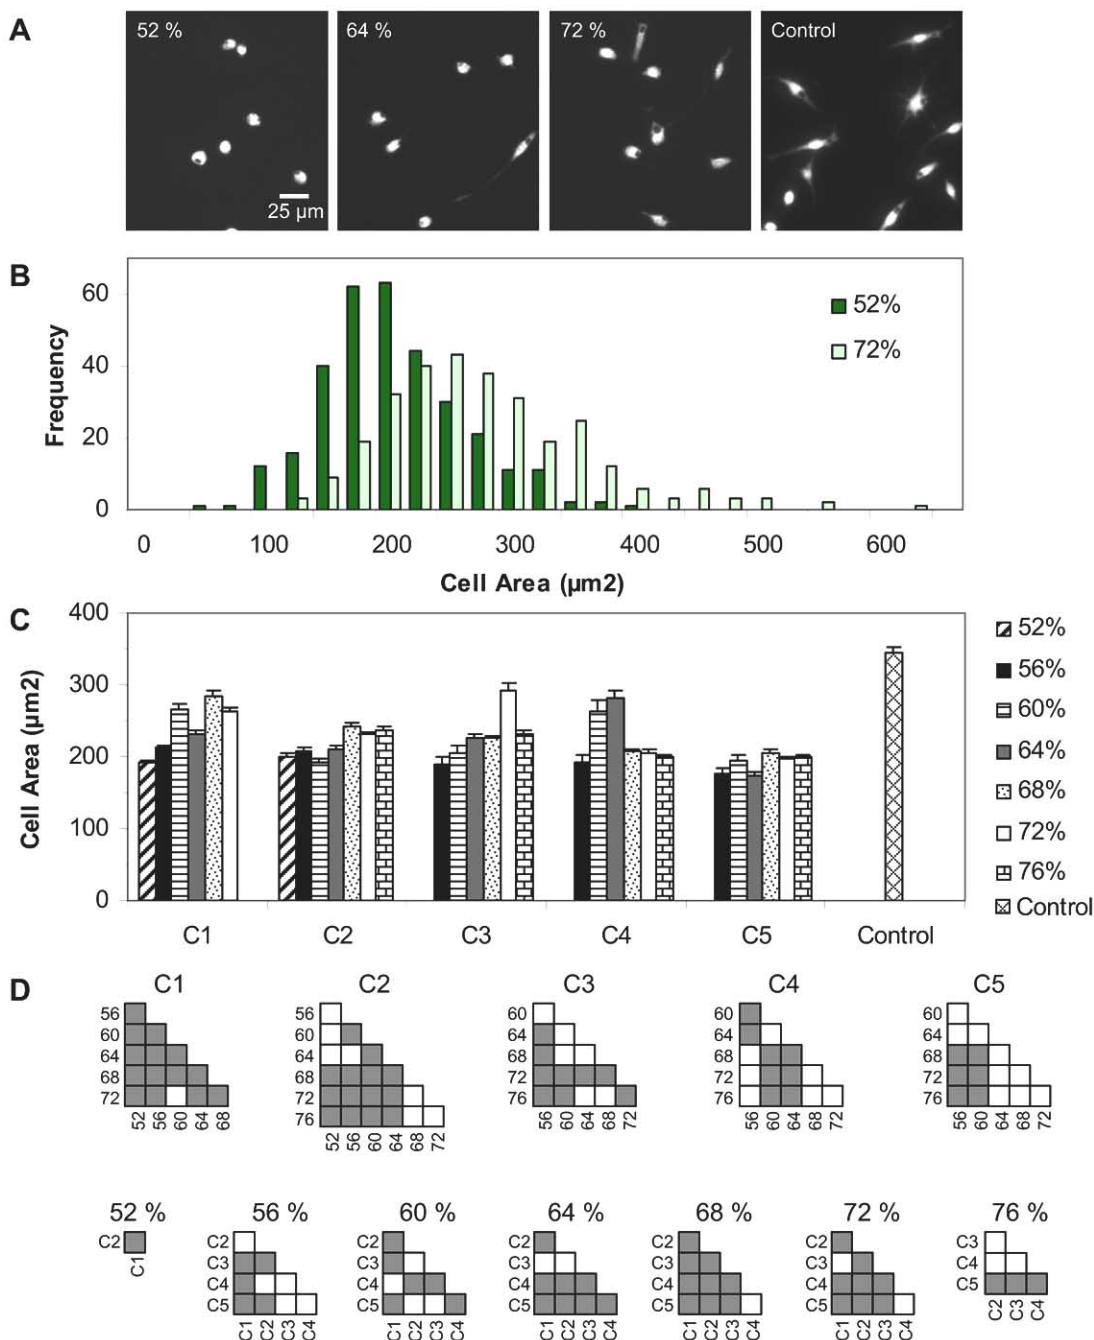 A
52 % 64 % 72 % Control
25 µm
B
Frequency
60
40
20
0
52%
72%
0 100 200 300 400 500 600
Cell Area (µm2)
C
Cell Area (µm2)
400
300
200
100
0
C1 C2 C3 C4 C5 Control
52%
56%
60%
64%
68%
72%
76%
Control
D
C1 C2 C3 C4 C5
56
60
64
68
72
52 56 60 64 68
56
60
64
68
72
76
52 56 60 64 68 72
60
64
68
72
76
56 60 64 68 72
60
64
68
72
76
56 60 64 68 72
60
64
68
72
76
56 60 64 68 72
52 % 56 % 60 % 64 % 68 % 72 % 76 %
C2
C1
C2
C3
C4
C5
C1 C2 C3 C4
C2
C3
C4
C5
C1 C2 C3 C4
C2
C3
C4
C5
C1 C2 C3 C4
C2
C3
C4
C5
C1 C2 C3 C4
C2
C3
C4
C5
C1 C2 C3 C4
C3
C4
C5
C2 C3 C4